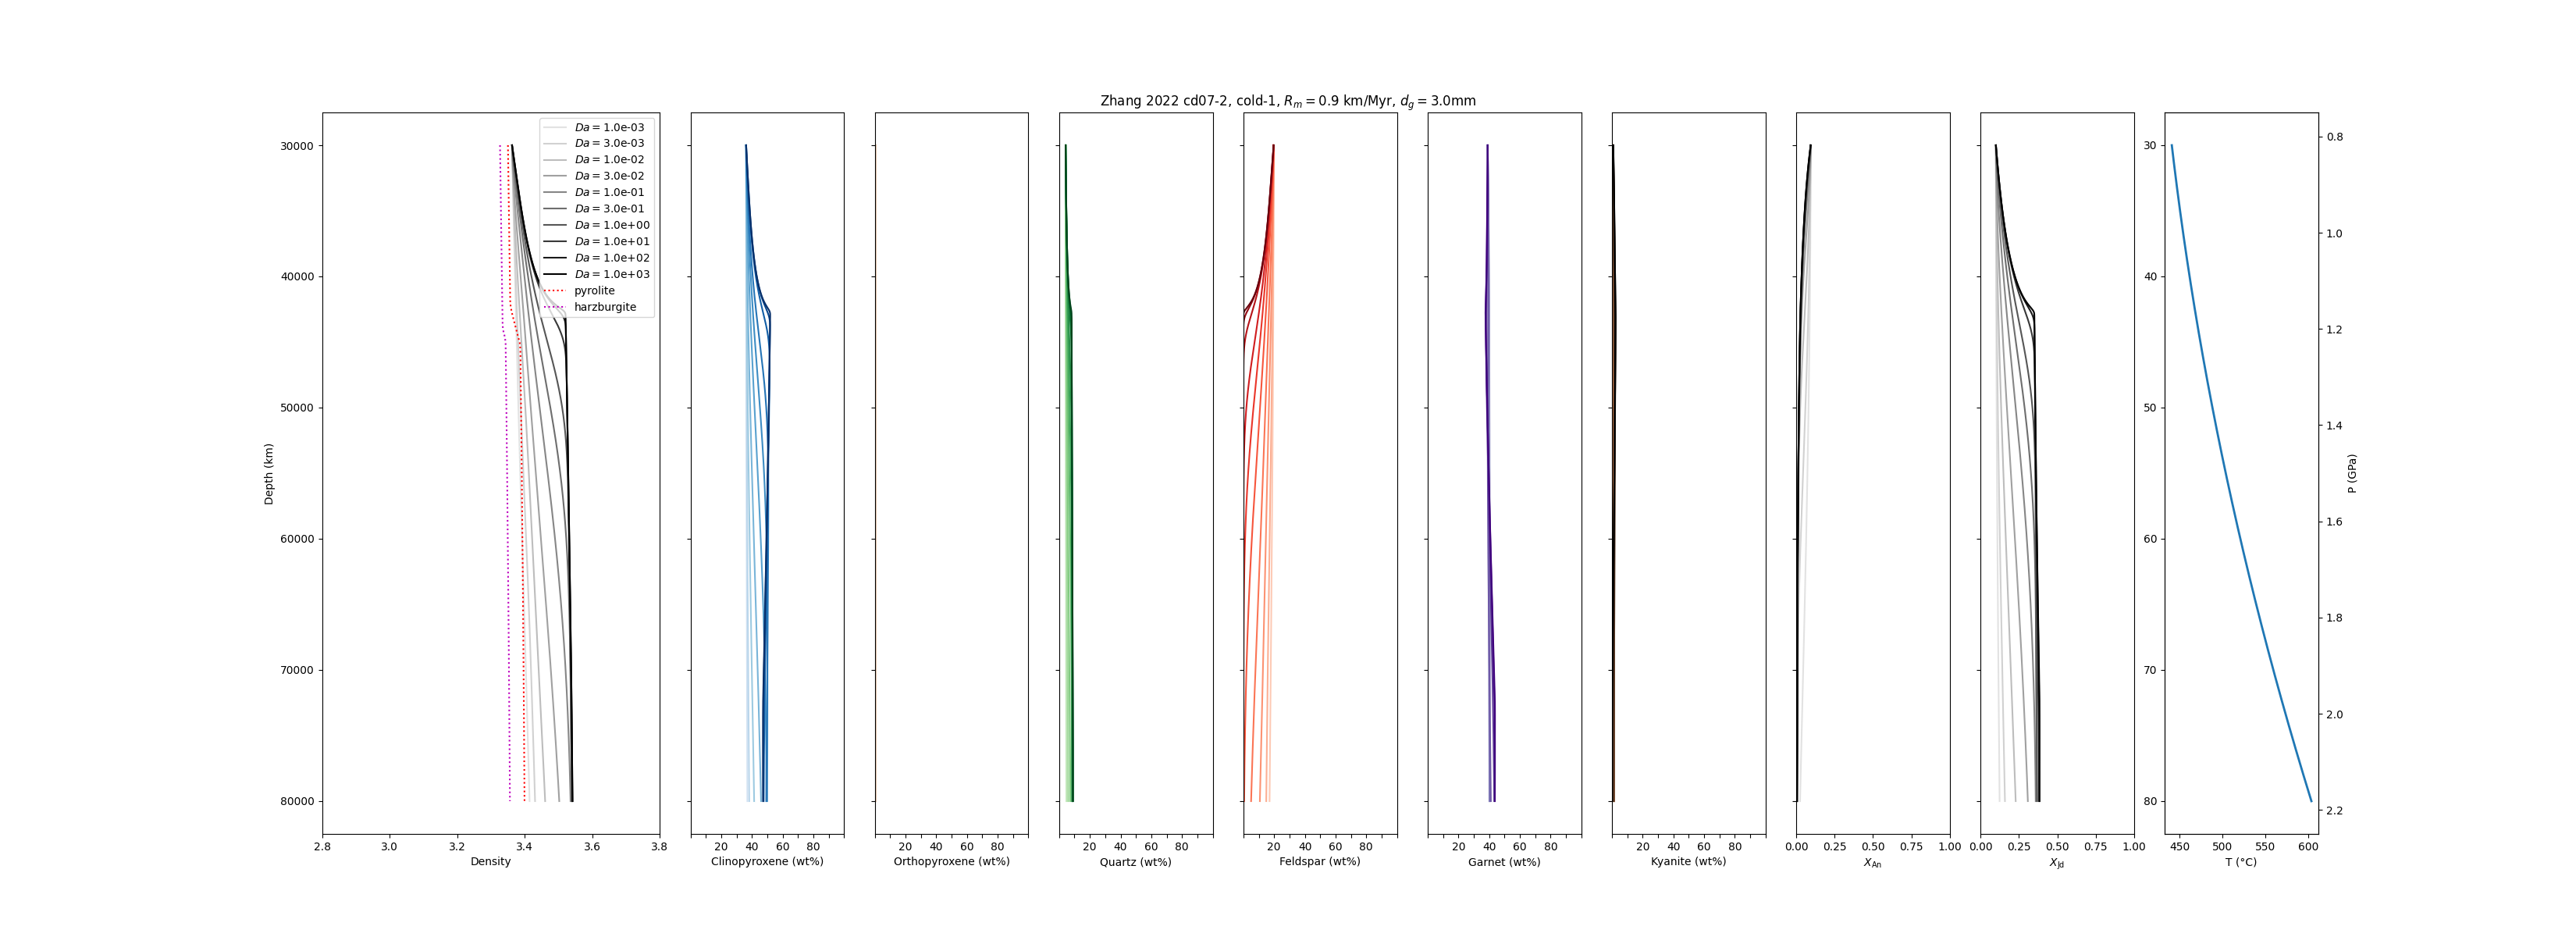 Zhang 2022 cd07-2, cold-1, Rm = 0.9 km/Myr, dg = 3.0mm
Da = 1.0e-03
Da = 3.0e-03
Da = 1.0e-02
Da = 3.0e-02
Da = 1.0e-01
Da = 3.0e-01
Da = 1.0e+00
Da = 1.0e+01
Da = 1.0e+02
Da = 1.0e+03
pyrolite
harzburgite
Depth (km)
30000
40000
50000
60000
70000
80000
2.8 3.0 3.2 3.4 3.6 3.8
Density
20 40 60 80
Clinopyroxene (wt%)
20 40 60 80
Orthopyroxene (wt%)
20 40 60 80
Quartz (wt%)
20 40 60 80
Feldspar (wt%)
20 40 60 80
Garnet (wt%)
20 40 60 80
Kyanite (wt%)
0.00 0.25 0.50 0.75 1.00
XAn
0.00 0.25 0.50 0.75 1.00
XJd
30
40
50
60
70
80
450 500 550 600
T (°C)
0.8
1.0
1.2
1.4
1.6
1.8
2.0
2.2
P (GPa)